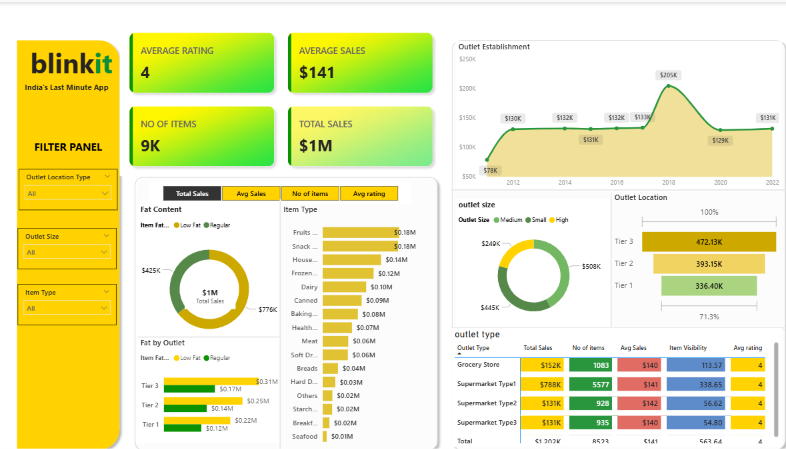 blinkit
India's Last Minute App
FILTER PANEL
Outlet Location Type
All
Outlet Size
All
Item Type
All
AVERAGE RATING
4
AVERAGE SALES
$141
NO OF ITEMS
9K
TOTAL SALES
$1M
Total Sales Avg Sales No of items Avg rating
Fat Content
Item Fat... Low Fat Regular
$425K
$1M
Total Sales
$776K
Fat by Outlet
Item Fat... Low Fat Regular
Tier 3 $0.31M
$0.17M
Tier 2 $0.25M
$0.14M
Tier 1 $0.22M
$0.12M
Item Type
Fruits ... $0.18M
Snack ... $0.18M
House... $0.14M
Frozen... $0.12M
Dairy $0.10M
Canned $0.09M
Baking... $0.08M
Health... $0.07M
Meat $0.06M
Soft Dr... $0.06M
Breads $0.04M
Hard D... $0.03M
Others $0.02M
Starch... $0.02M
Breakf... $0.02M
Seafood $0.01M
Outlet Establishment
$250K
$200K
$150K
$100K
$50K
$78K
$130K
$132K
$131K
$132K
$133K
$205K
$129K
$131K
2012 2014 2016 2018 2020 2022
outlet size
Outlet Size Medium Small High
$249K
$508K
$445K
Outlet Location
100%
Tier 3 472.13K
Tier 2 393.15K
Tier 1 336.40K
71.3%
outlet type
Outlet Type Total Sales No of items Avg Sales Item Visibility Avg rating
Grocery Store $152K 1083 $140 113.57 4
Supermarket Type1 $788K 5577 $141 338.65 4
Supermarket Type2 $131K 928 $142 56.62 4
Supermarket Type3 $131K 935 $140 54.80 4
Total $1,202K 8523 $141 563.64 4